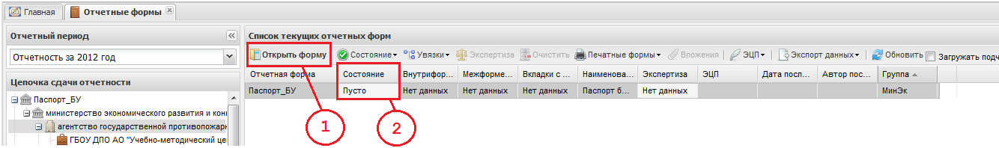 Главная Отчетные формы
Отчетный период
Отчетность за 2012 год
Цепочка сдачи отчетности
Паспорт_БУ
министерство экономического развития и конк
агентство государственной противопожарн
ГБОУ ДПО АО "Учебно-методический це
Список текущих отчетных форм
Открыть форму Состояние Увязки Экспертиза Очистить Печатные формы Вложения ЭЦП Экспорт данных Обновить Загружать подч
Отчетная форма Состояние Внутрифор... Межформе... Вкладки с ... Наименова... Экспертиза ЭЦП Дата посл... Автор пос... Группа
Паспорт_БУ Пусто Нет данных Нет данных Нет данных Паспорт б... Нет данных МинЭк
1 2